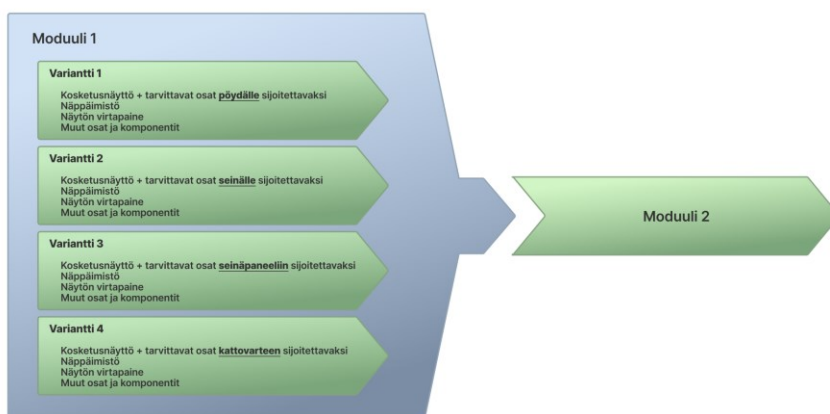 Moduuli 1
Variantti 1
Kosketusnäyttö + tarvittavat osat pöydälle sijoitettavaksi
Näppäimistö
Näytön virtapaine
Muut osat ja komponentit
Variantti 2
Kosketusnäyttö + tarvittavat osat seinälle sijoitettavaksi
Näppäimistö
Näytön virtapaine
Muut osat ja komponentit
Variantti 3
Kosketusnäyttö + tarvittavat osat seinäpaneeliin sijoitettavaksi
Näppäimistö
Näytön virtapaine
Muut osat ja komponentit
Variantti 4
Kosketusnäyttö + tarvittavat osat kattovarteen sijoitettavaksi
Näppäimistö
Näytön virtapaine
Muut osat ja komponentit
Moduuli 2